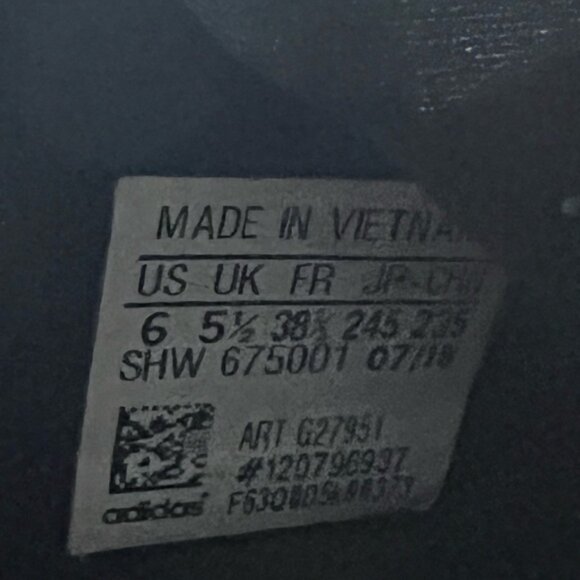 MADE IN VIETNA
US UK FR JP-CHN
6 5½ 38⅔ 245 235
SHW 675001 07/18
ART G27951
#120796937
adidas